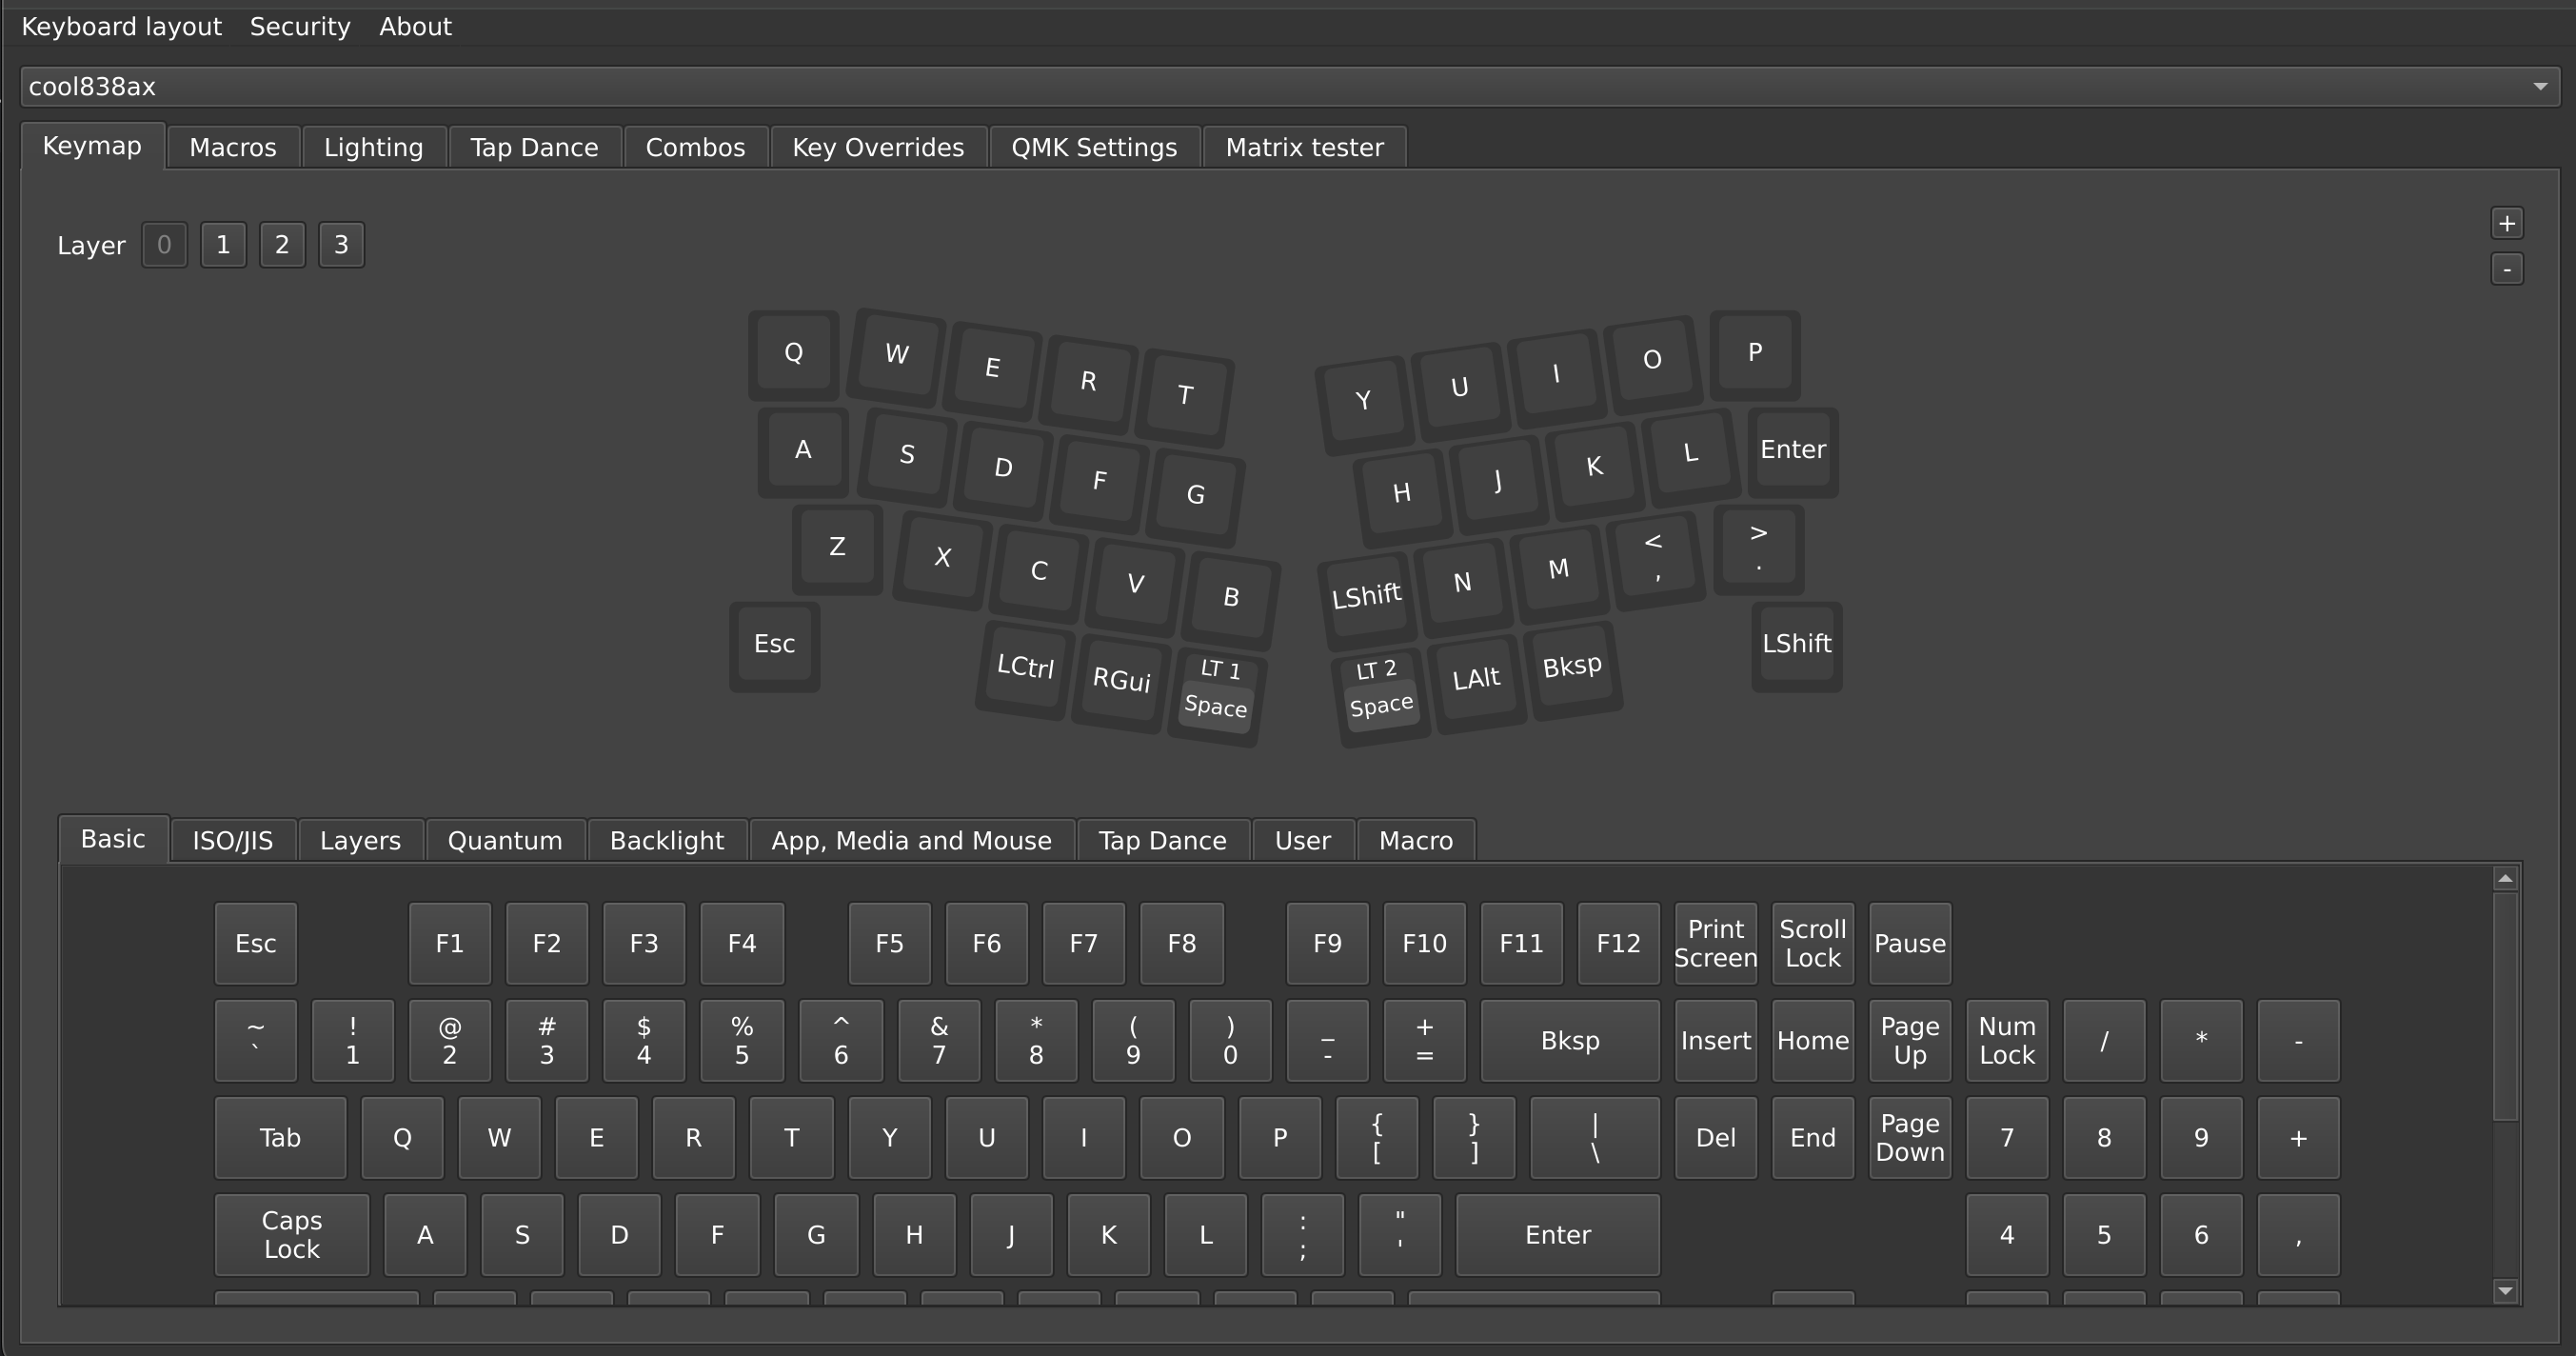 Keyboard layout Security About
cool838ax
Keymap Macros Lighting Tap Dance Combos Key Overrides QMK Settings Matrix tester
+
Layer 0 1 2 3
-
Q W E R T Y U I O P
A S D F G H J K L Enter
Z X C V B LShift N M < , > .
Esc LCtrl RGui LT 1 Space LT 2 Space LAlt Bksp LShift
Basic ISO/JIS Layers Quantum Backlight App, Media and Mouse Tap Dance User Macro
Esc F1 F2 F3 F4 F5 F6 F7 F8 F9 F10 F11 F12 Print Screen Scroll Lock Pause
~ ` ! 1 @ 2 # 3 $ 4 % 5 ^ 6 & 7 * 8 ( 9 ) 0 _ - + = Bksp Insert Home Page Up Num Lock / * -
Tab Q W E R T Y U I O P { [ } ] | \ Del End Page Down 7 8 9 +
Caps Lock A S D F G H J K L : ; " ' Enter 4 5 6 ,